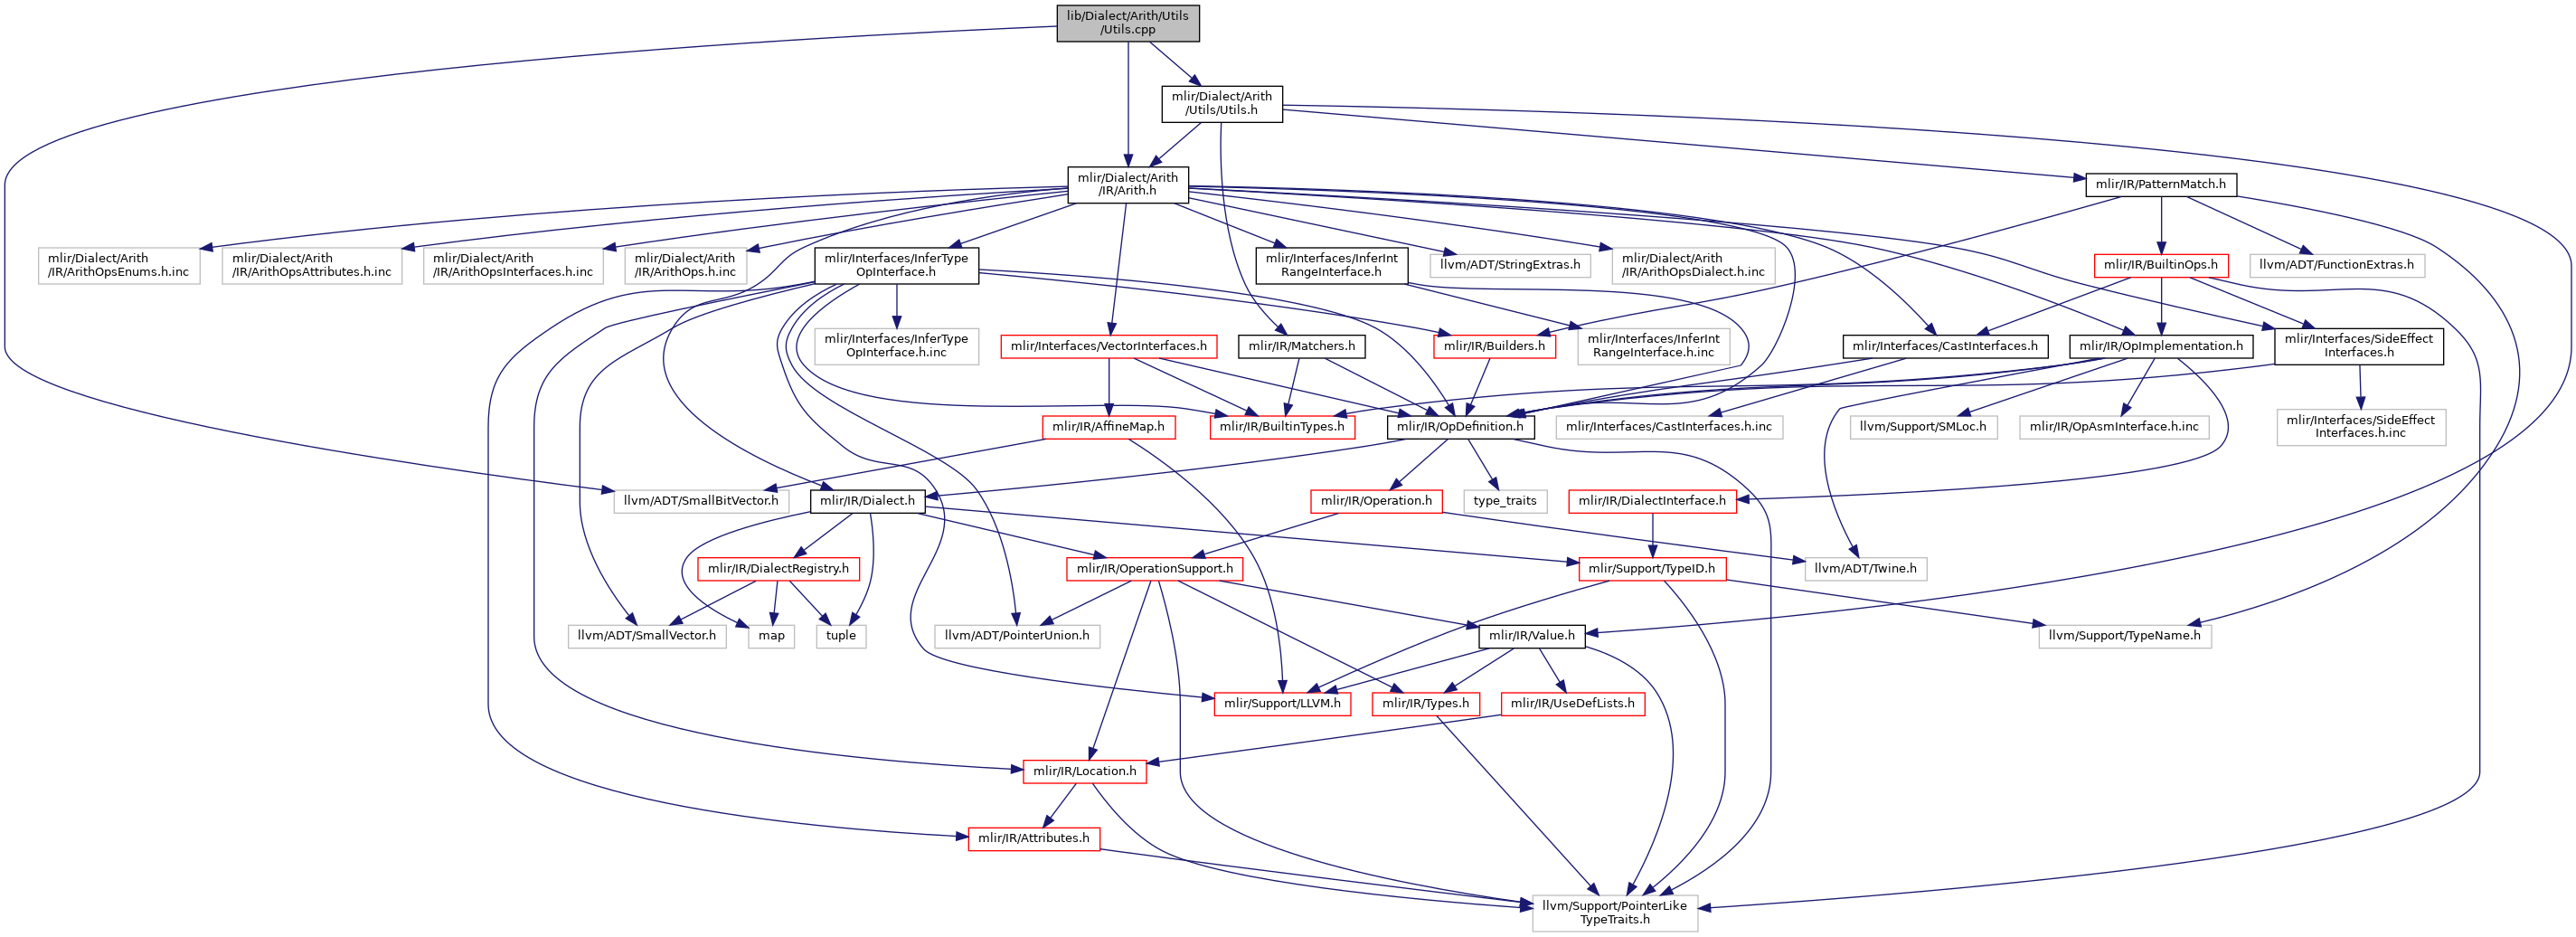 lib/Dialect/Arith/Utils
/Utils.cpp
mlir/Dialect/Arith
/Utils/Utils.h
mlir/Dialect/Arith
/IR/Arith.h
mlir/IR/PatternMatch.h
mlir/Dialect/Arith
/IR/ArithOpsEnums.h.inc
mlir/Dialect/Arith
/IR/ArithOpsAttributes.h.inc
mlir/Dialect/Arith
/IR/ArithOpsInterfaces.h.inc
mlir/Dialect/Arith
/IR/ArithOps.h.inc
mlir/Interfaces/InferType
OpInterface.h
mlir/Interfaces/InferInt
RangeInterface.h
llvm/ADT/StringExtras.h
mlir/Dialect/Arith
/IR/ArithOpsDialect.h.inc
mlir/IR/BuiltinOps.h
llvm/ADT/FunctionExtras.h
mlir/Interfaces/InferType
OpInterface.h.inc
mlir/Interfaces/VectorInterfaces.h
mlir/IR/Matchers.h
mlir/IR/Builders.h
mlir/Interfaces/InferInt
RangeInterface.h.inc
mlir/Interfaces/CastInterfaces.h
mlir/IR/OpImplementation.h
mlir/Interfaces/SideEffect
Interfaces.h
mlir/IR/AffineMap.h
mlir/IR/BuiltinTypes.h
mlir/IR/OpDefinition.h
mlir/Interfaces/CastInterfaces.h.inc
llvm/Support/SMLoc.h
mlir/IR/OpAsmInterface.h.inc
mlir/Interfaces/SideEffect
Interfaces.h.inc
llvm/ADT/SmallBitVector.h
mlir/IR/Dialect.h
mlir/IR/Operation.h
type_traits
mlir/IR/DialectInterface.h
mlir/IR/DialectRegistry.h
mlir/IR/OperationSupport.h
mlir/Support/TypeID.h
llvm/ADT/Twine.h
llvm/ADT/SmallVector.h
map
tuple
llvm/ADT/PointerUnion.h
mlir/IR/Value.h
llvm/Support/TypeName.h
mlir/Support/LLVM.h
mlir/IR/Types.h
mlir/IR/UseDefLists.h
mlir/IR/Location.h
mlir/IR/Attributes.h
llvm/Support/PointerLike
TypeTraits.h